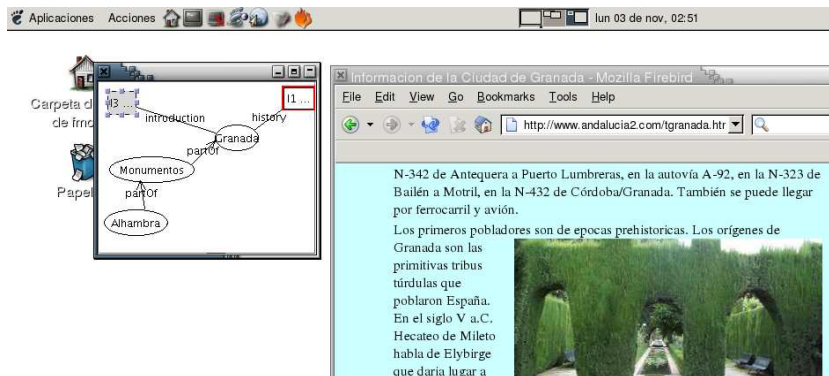 Aplicaciones Acciones lun 03 de nov, 02:51
Carpeta d
de fmo
Papel
I3 ...
I1 ...
introduction
history
Granada
partOf
Monumentos
partOf
Alhambra
Informacion de la Ciudad de Granada - Mozilla Firebird
File Edit View Go Bookmarks Tools Help
http://www.andalucia2.com/tgranada.htr
N-342 de Antequera a Puerto Lumbreras, en la autovía A-92, en la N-323 de
Bailén a Motril, en la N-432 de Córdoba/Granada. También se puede llegar
por ferrocarril y avión.
Los primeros pobladores son de epocas prehistoricas. Los orígenes de
Granada son las
primitivas tribus
túrdulas que
poblaron España.
En el siglo V a.C.
Hecateo de Mileto
habla de Elybirge
que daria lugar a